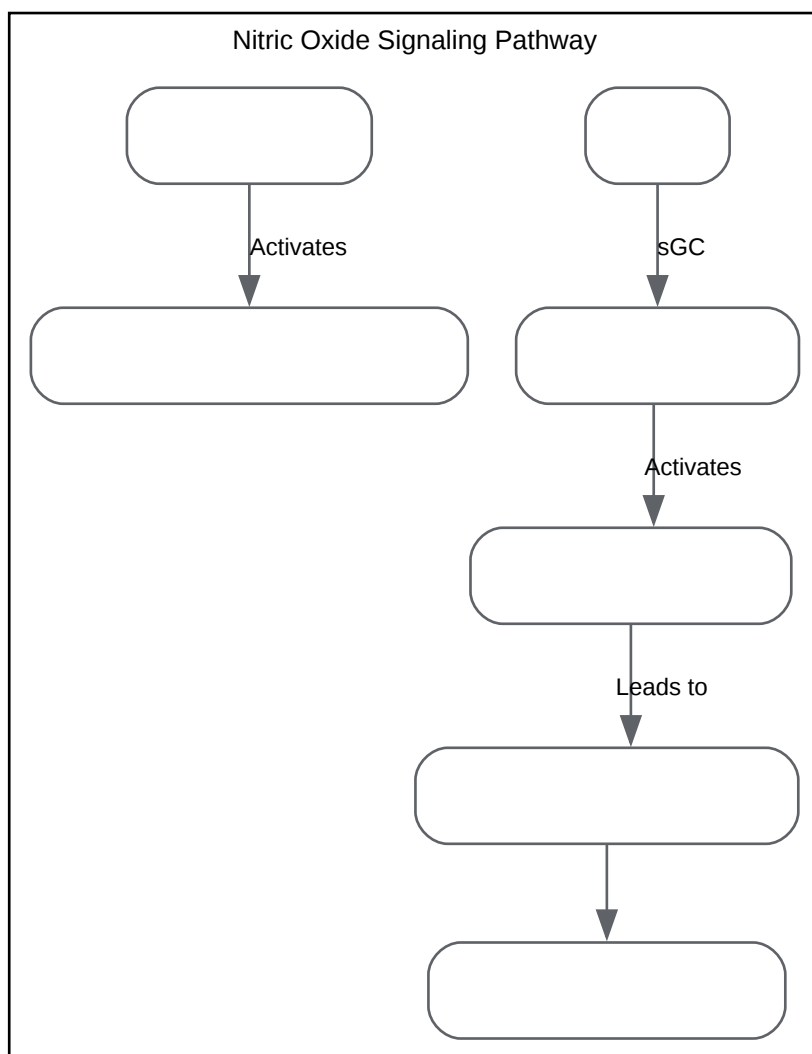 Nitric Oxide Signaling Pathway
Activates
sGC
Activates
Leads to